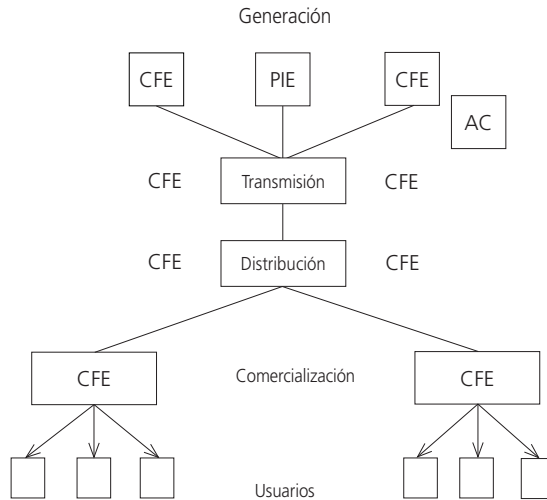 Generación
CFE PIE CFE
AC
CFE Transmisión CFE
CFE Distribución CFE
CFE Comercialización CFE
Usuarios